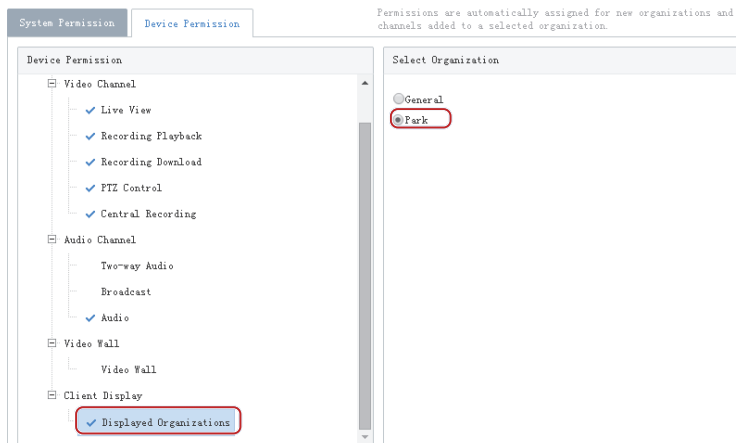 System Permission
Device Permission
Permissions are automatically assigned for new organizations and
channels added to a selected organization.
Device Permission
Video Channel
Live View
Recording Playback
Recording Download
PTZ Control
Central Recording
Audio Channel
Two-way Audio
Broadcast
Audio
Video Wall
Video Wall
Client Display
Displayed Organizations
Select Organization
General
Park